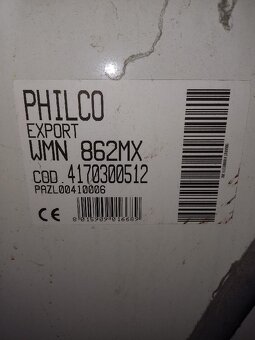 PHILCO
EXPORT
WMN 862MX
COD.4170300512
PAZL00410006
CE